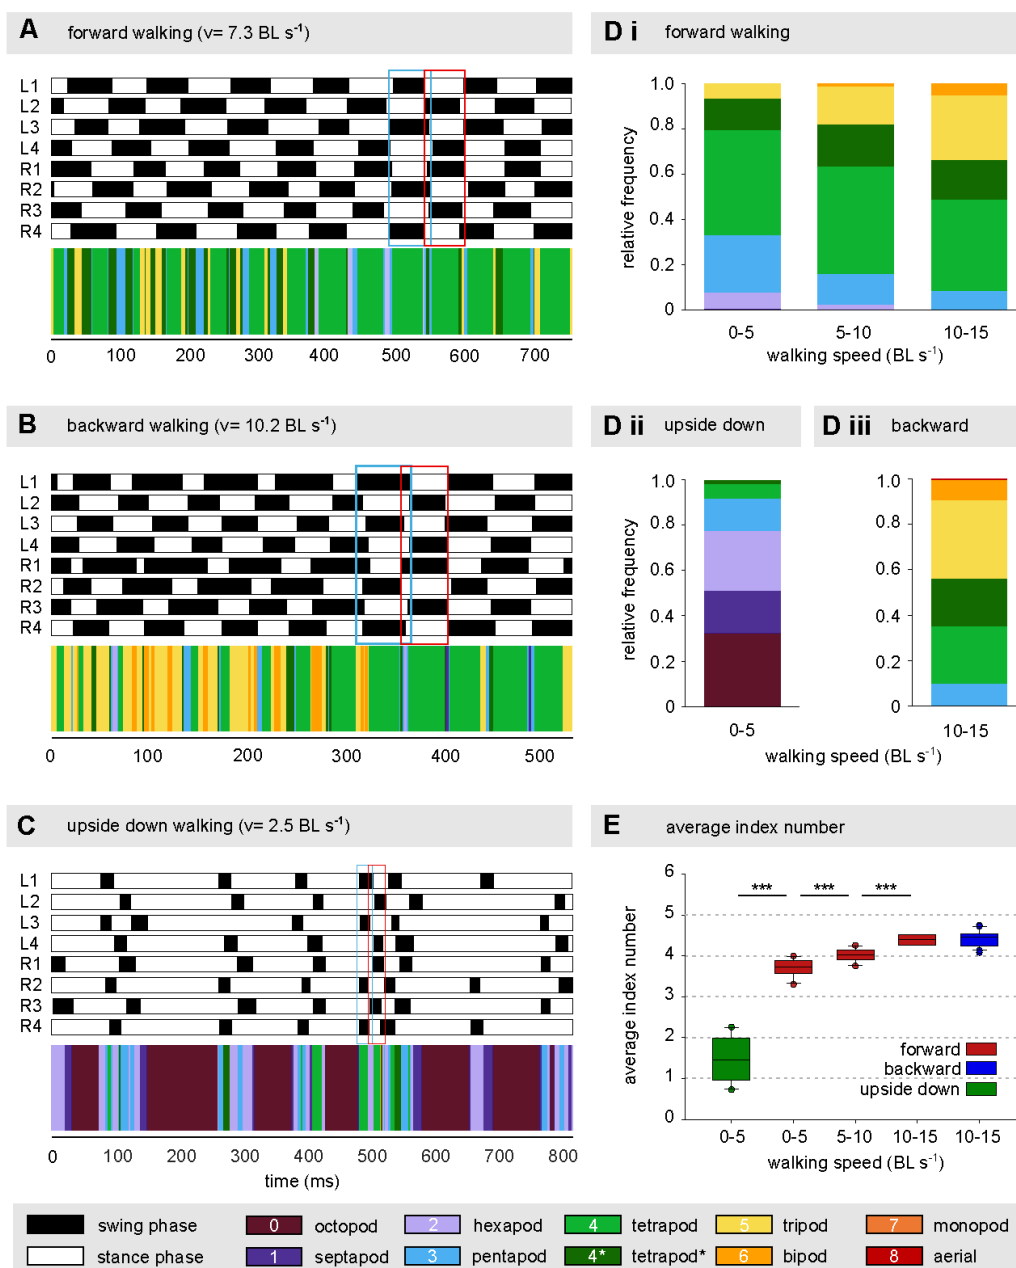 A forward walking (v= 7.3 BL s-1)
L1
L2
L3
L4
R1
R2
R3
R4
0 100 200 300 400 500 600 700
B backward walking (v= 10.2 BL s-1)
L1
L2
L3
L4
R1
R2
R3
R4
0 100 200 300 400 500
C upside down walking (v= 2.5 BL s-1)
L1
L2
L3
L4
R1
R2
R3
R4
0 100 200 300 400 500 600 700 800
time (ms)
D i forward walking
relative frequency
1.0
0.8
0.6
0.4
0.2
0
0-5 5-10 10-15
walking speed (BL s-1)
D ii upside down
D iii backward
relative frequency
1.0
0.8
0.6
0.4
0.2
0
0-5
1.0
0.8
0.6
0.4
0.2
0
10-15
walking speed (BL s-1)
E average index number
average index number
6
5
4
3
2
1
0
*** *** ***
forward
backward
upside down
0-5 0-5 5-10 10-15 10-15
walking speed (BL s-1)
swing phase 0 octopod 2 hexapod 4 tetrapod 5 tripod 7 monopod
stance phase 1 septapod 3 pentapod 4* tetrapod* 6 bipod 8 aerial